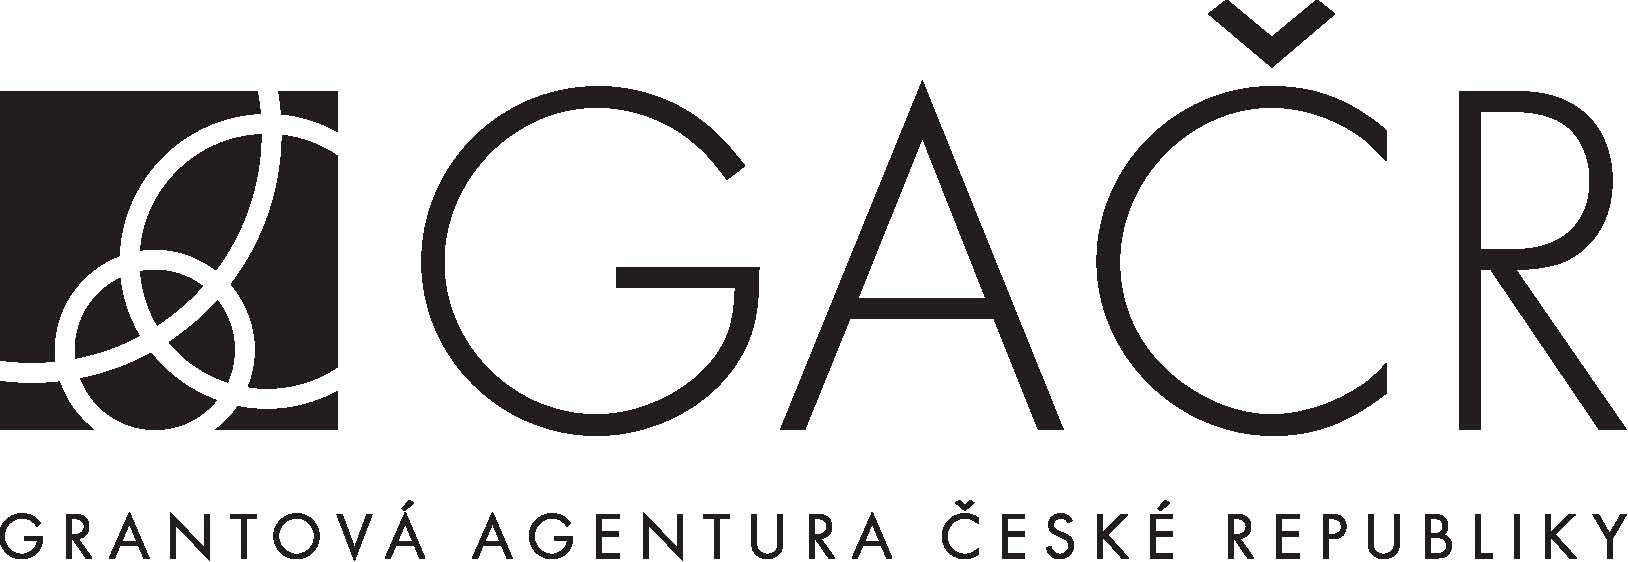 GAČR
GRANTOVÁ AGENTURA ČESKÉ REPUBLIKY